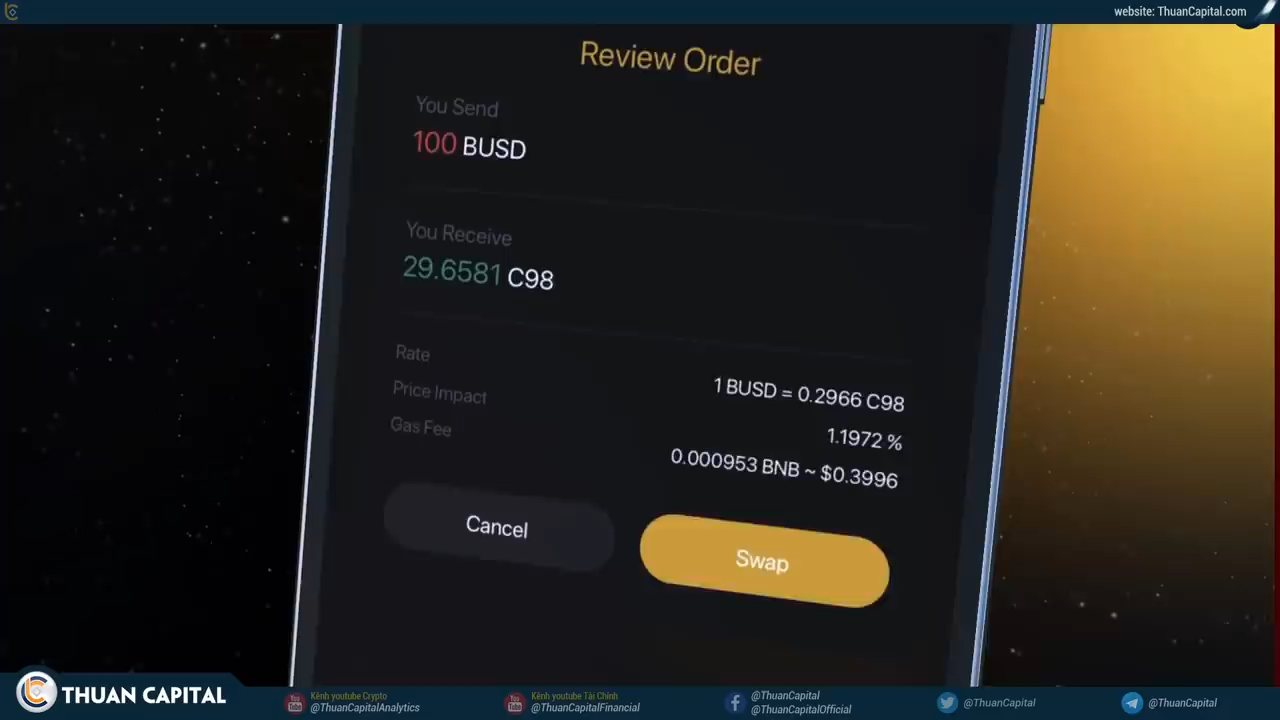 website: ThuanCapital.com
Review Order
You Send
100 BUSD
You Receive
29.6581 C98
Rate
1 BUSD = 0.2966 C98
Price Impact
1.1972 %
Gas Fee
0.000953 BNB ~ $0.3996
Cancel
Swap
THUAN CAPITAL
Kênh youtube Crypto
@ThuanCapitalAnalytics
Kênh youtube Tài Chính
@ThuanCapitalFinancial
@ThuanCapital
@ThuanCapitalOfficial
@ThuanCapital
@ThuanCapital